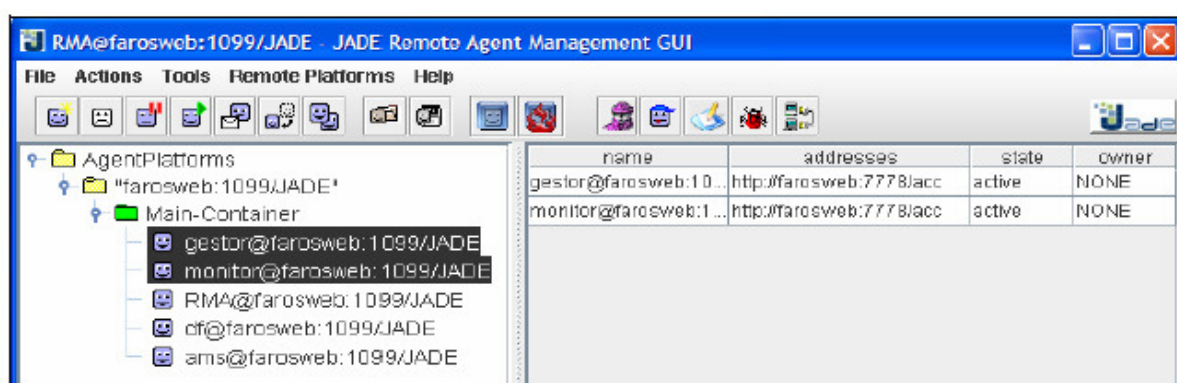 RMA@farosweb:1099/JADE - JADE Remote Agent Management GUI
File Actions Tools Remote Platforms Help
Jade
AgentPlatforms
"farosweb:1099/JADE"
Main-Container
gestor@farosweb:1099/JADE
monitor@farosweb:1099/JADE
RMA@farosweb:1099/JADE
df@farosweb:1099/JADE
ams@farosweb:1099/JADE
name addresses state owner
gestor@farosweb:10... http://farosweb:7778/acc active NONE
monitor@farosweb:1... http://farosweb:7778/acc active NONE